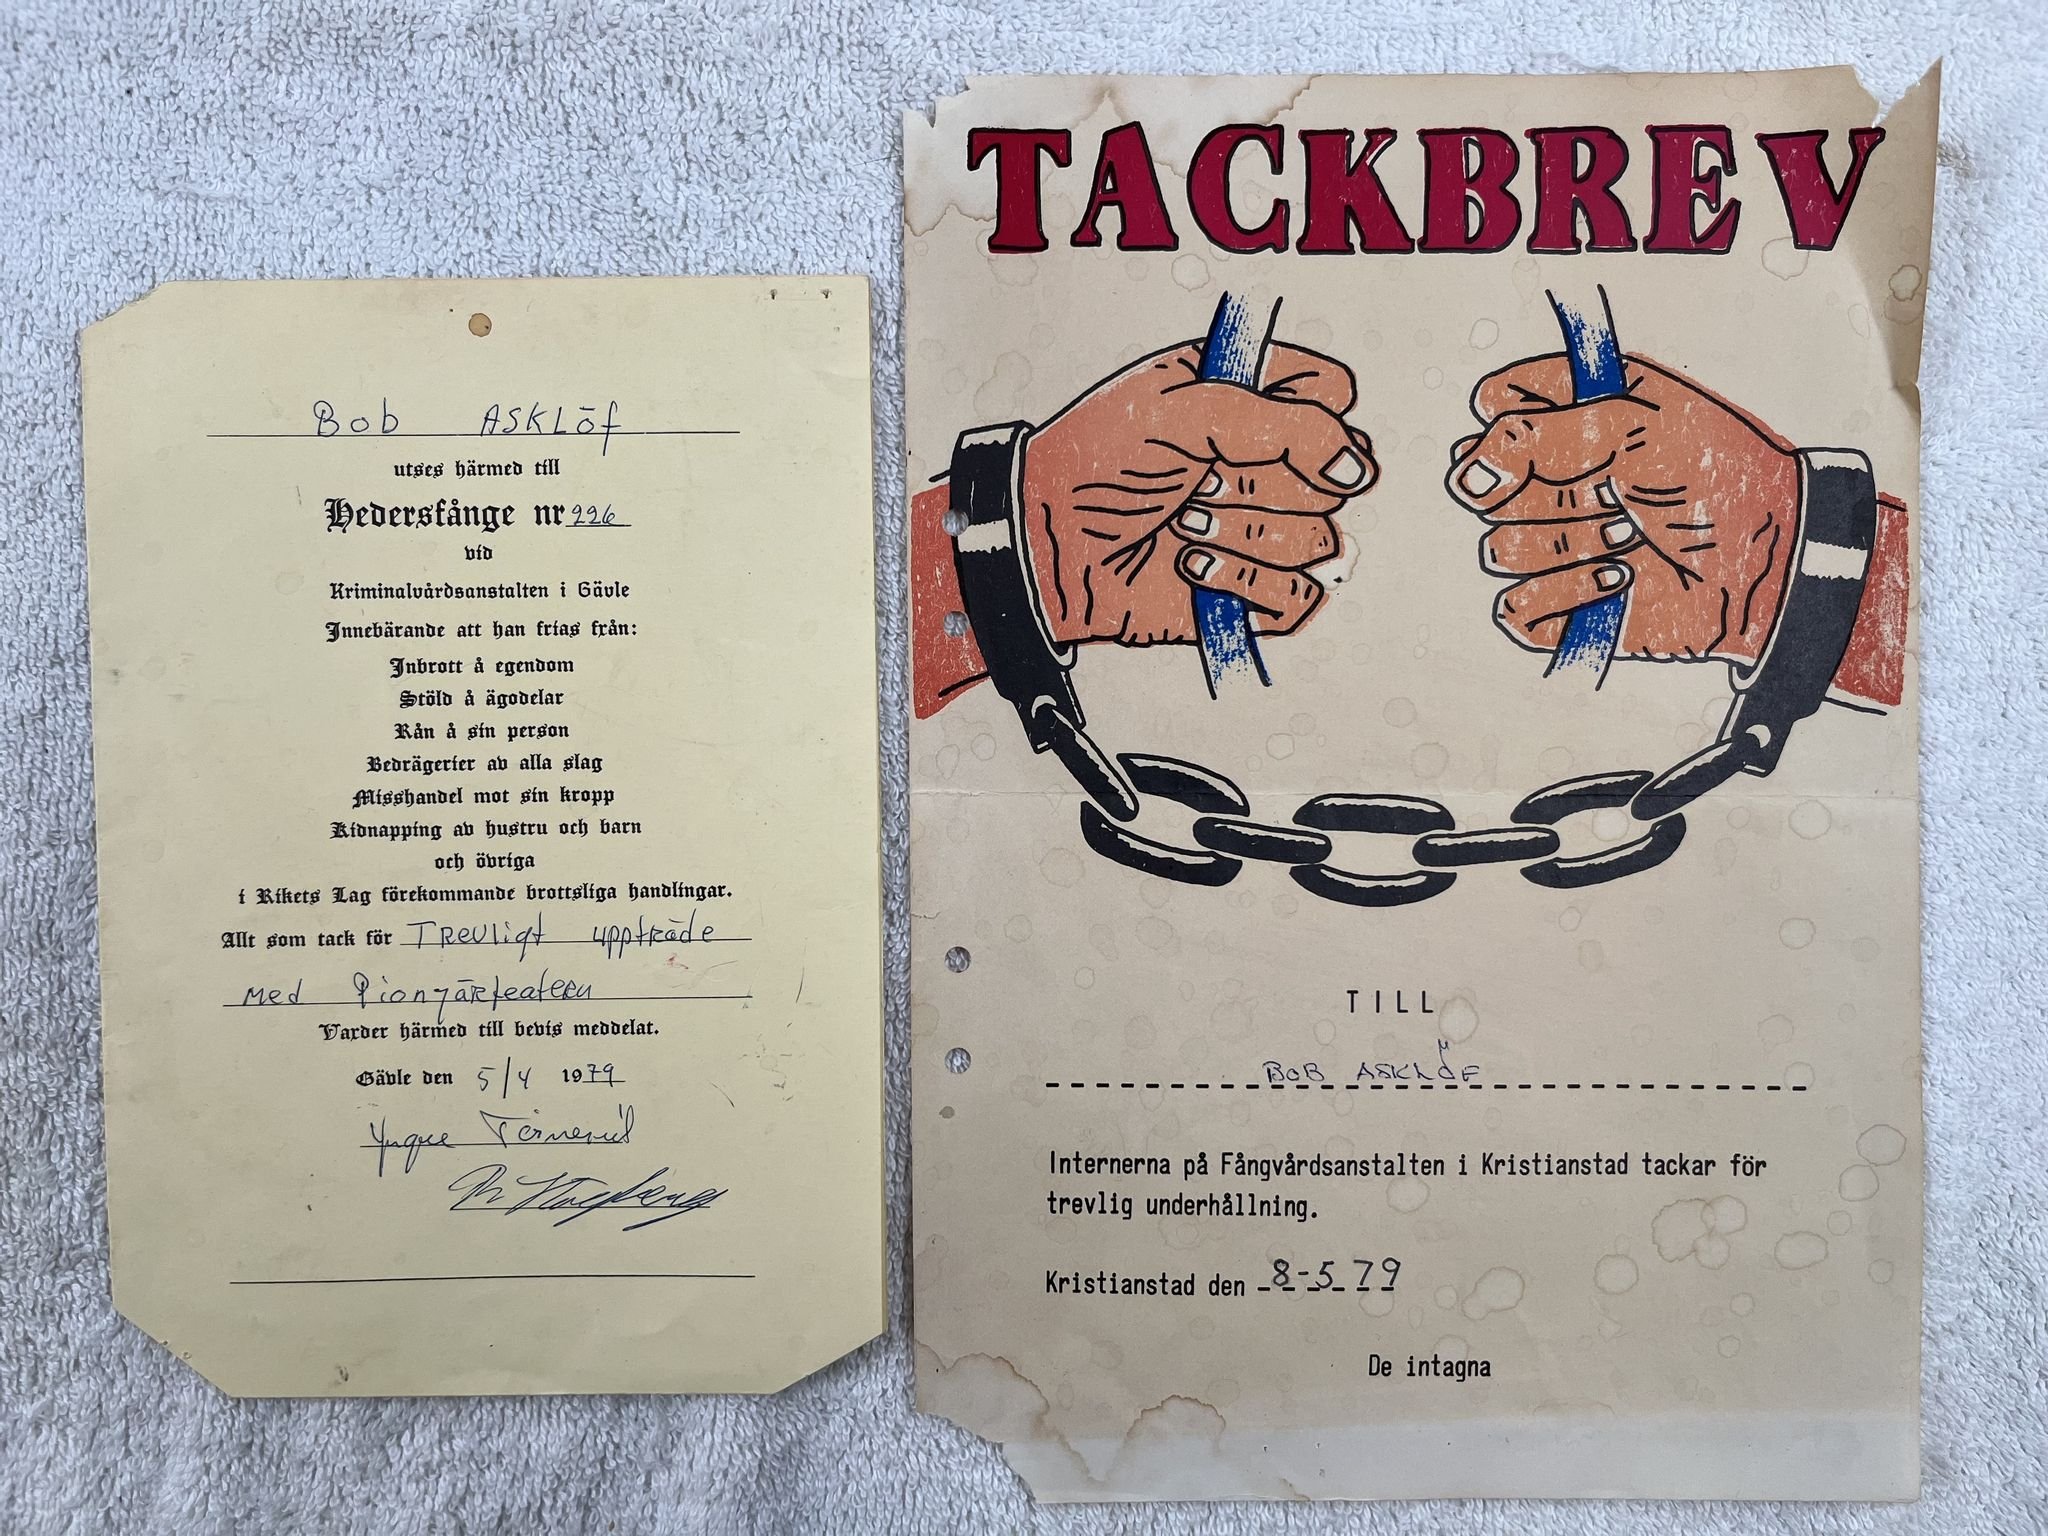 Bob ASKLöf
utses härmed till
Hedersfånge nr 226
vid
Kriminalvårdsanstalten i Gävle
Innebärande att han frias från:
Inbrott å egendom
Stöld å ägodelar
Rån å sin person
Bedrägerier av alla slag
Misshandel mot sin kropp
Kidnapping av hustru och barn
och övriga
i Rikets Lag förekommande brottsliga handlingar.
Allt som tack för Trevligt uppträde
med Pionjärteatern
Varder härmed till bevis meddelat.
Gävle den 5/4 1979
Yngve
TACKBREV
TILL
BOB ASKLÖF
Internerna på Fångvårdsanstalten i Kristianstad tackar för
trevlig underhållning.
Kristianstad den 8-5 79
De intagna